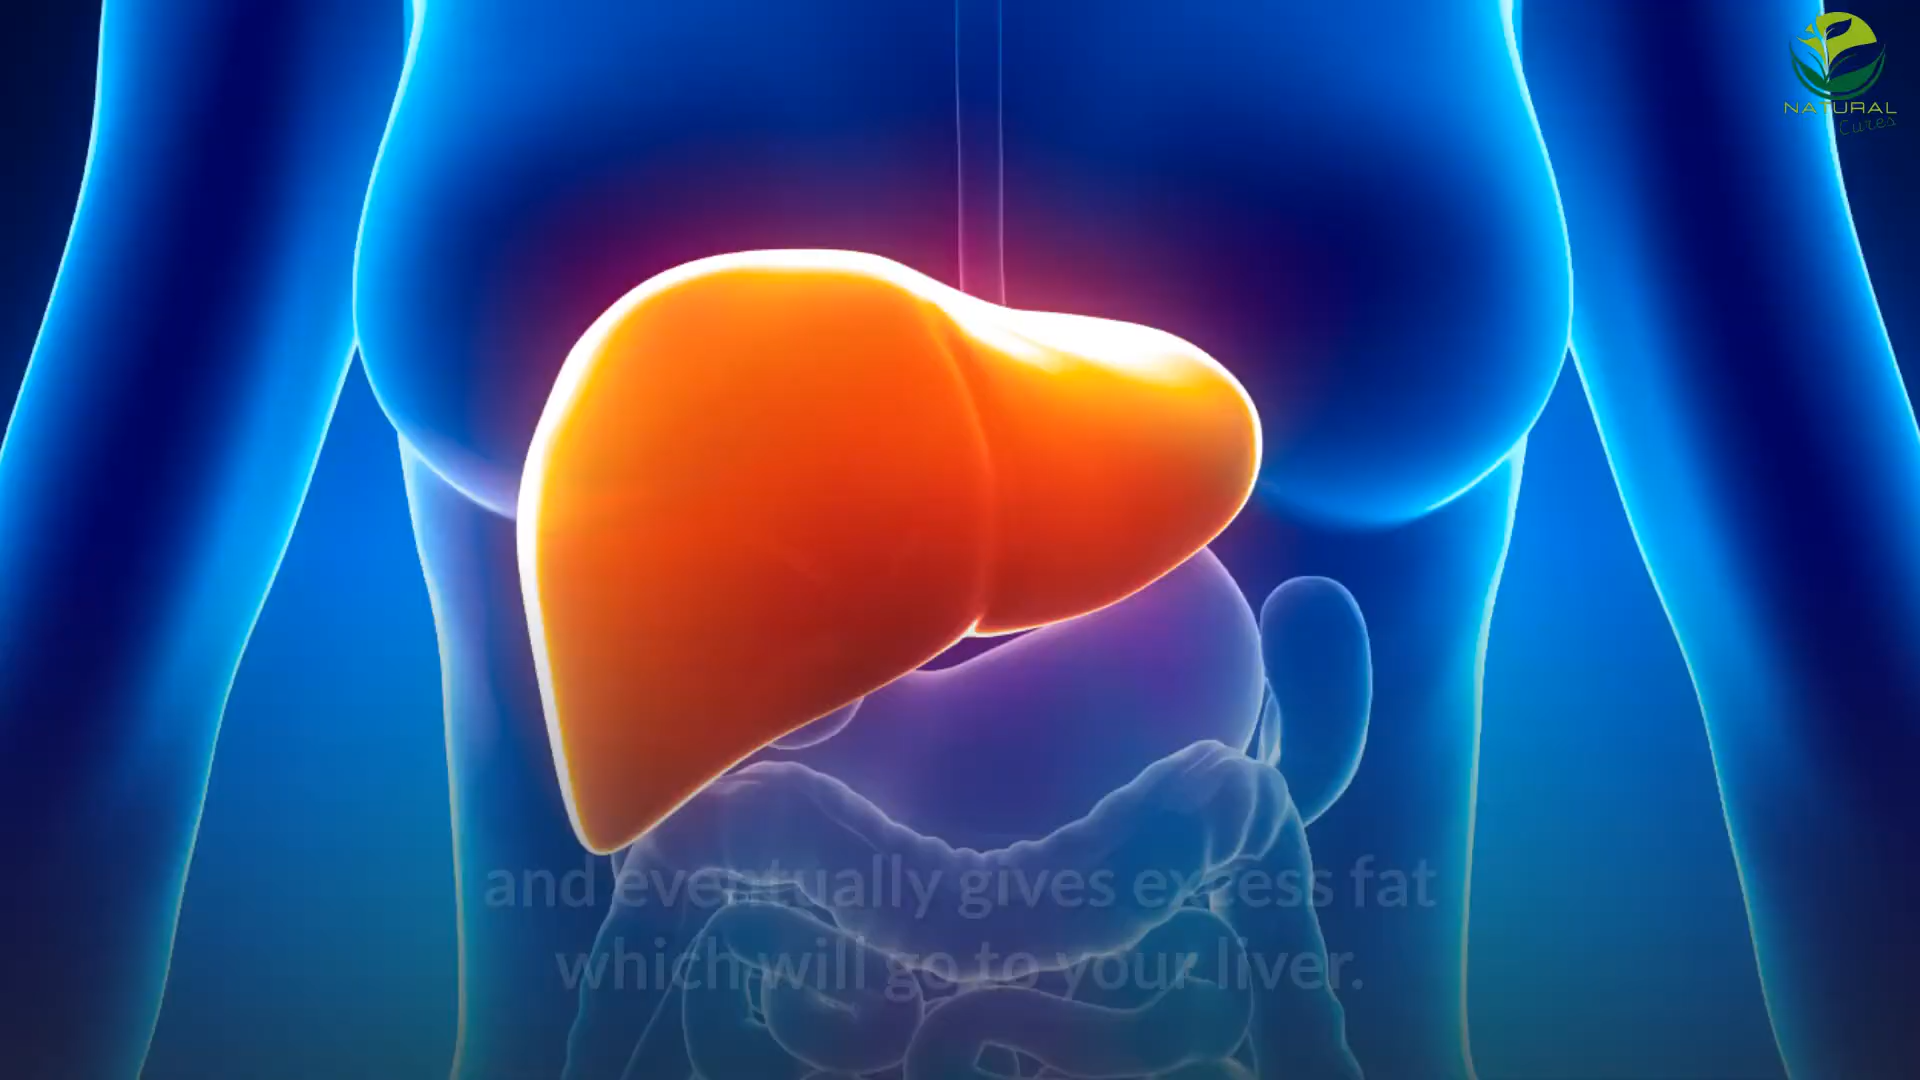 NATURAL
Cures
and eventually gives excess fat
which will go to your liver.